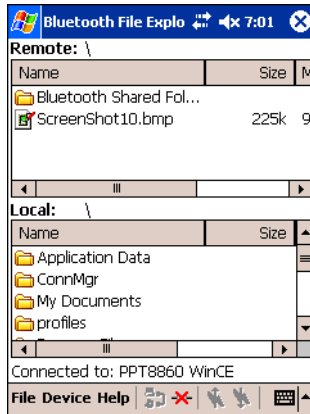 Bluetooth File Explo 7:01
Remote: \
Name Size M
Bluetooth Shared Fol...
ScreenShot10.bmp 225k 9
Local: \
Name Size
Application Data
ConnMgr
My Documents
profiles
Connected to: PPT8860 WinCE
File Device Help